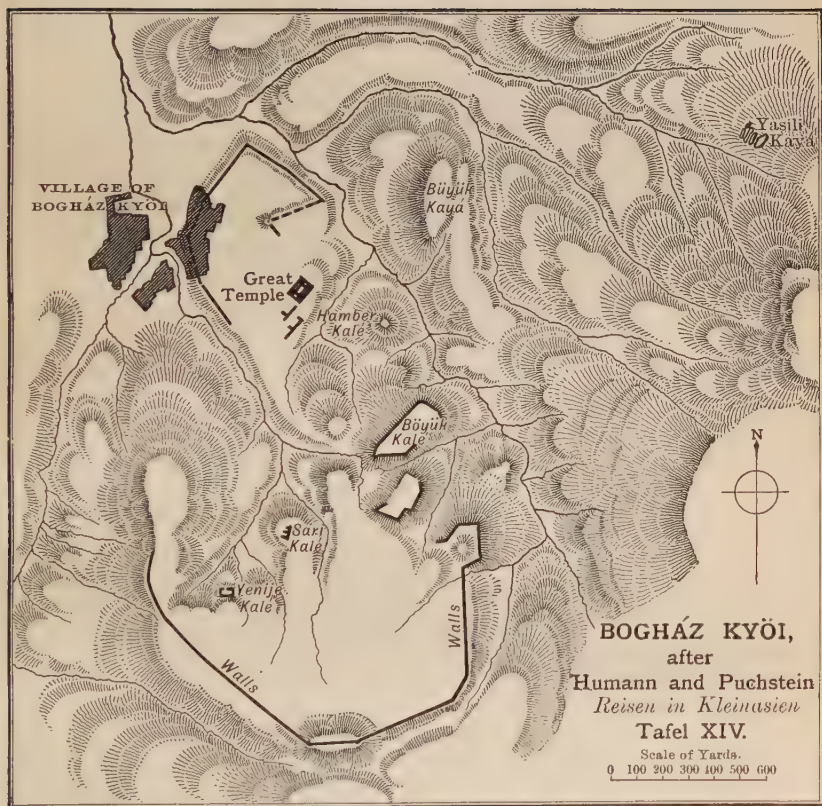 Yasili
Kaya
VILLAGE OF
BOGHÁZ KYÖI
Büyük
Kayá
Great
Temple
Hamber
Kale
Böyük
Kale
N
Sari
Kale
Yenije
Kale
Walls
Walls
BOGHÁZ KYÖI,
after
Humann and Puchstein
Reisen in Kleinasien
Tafel XIV.
Scale of Yards.
0 100 200 300 400 500 600